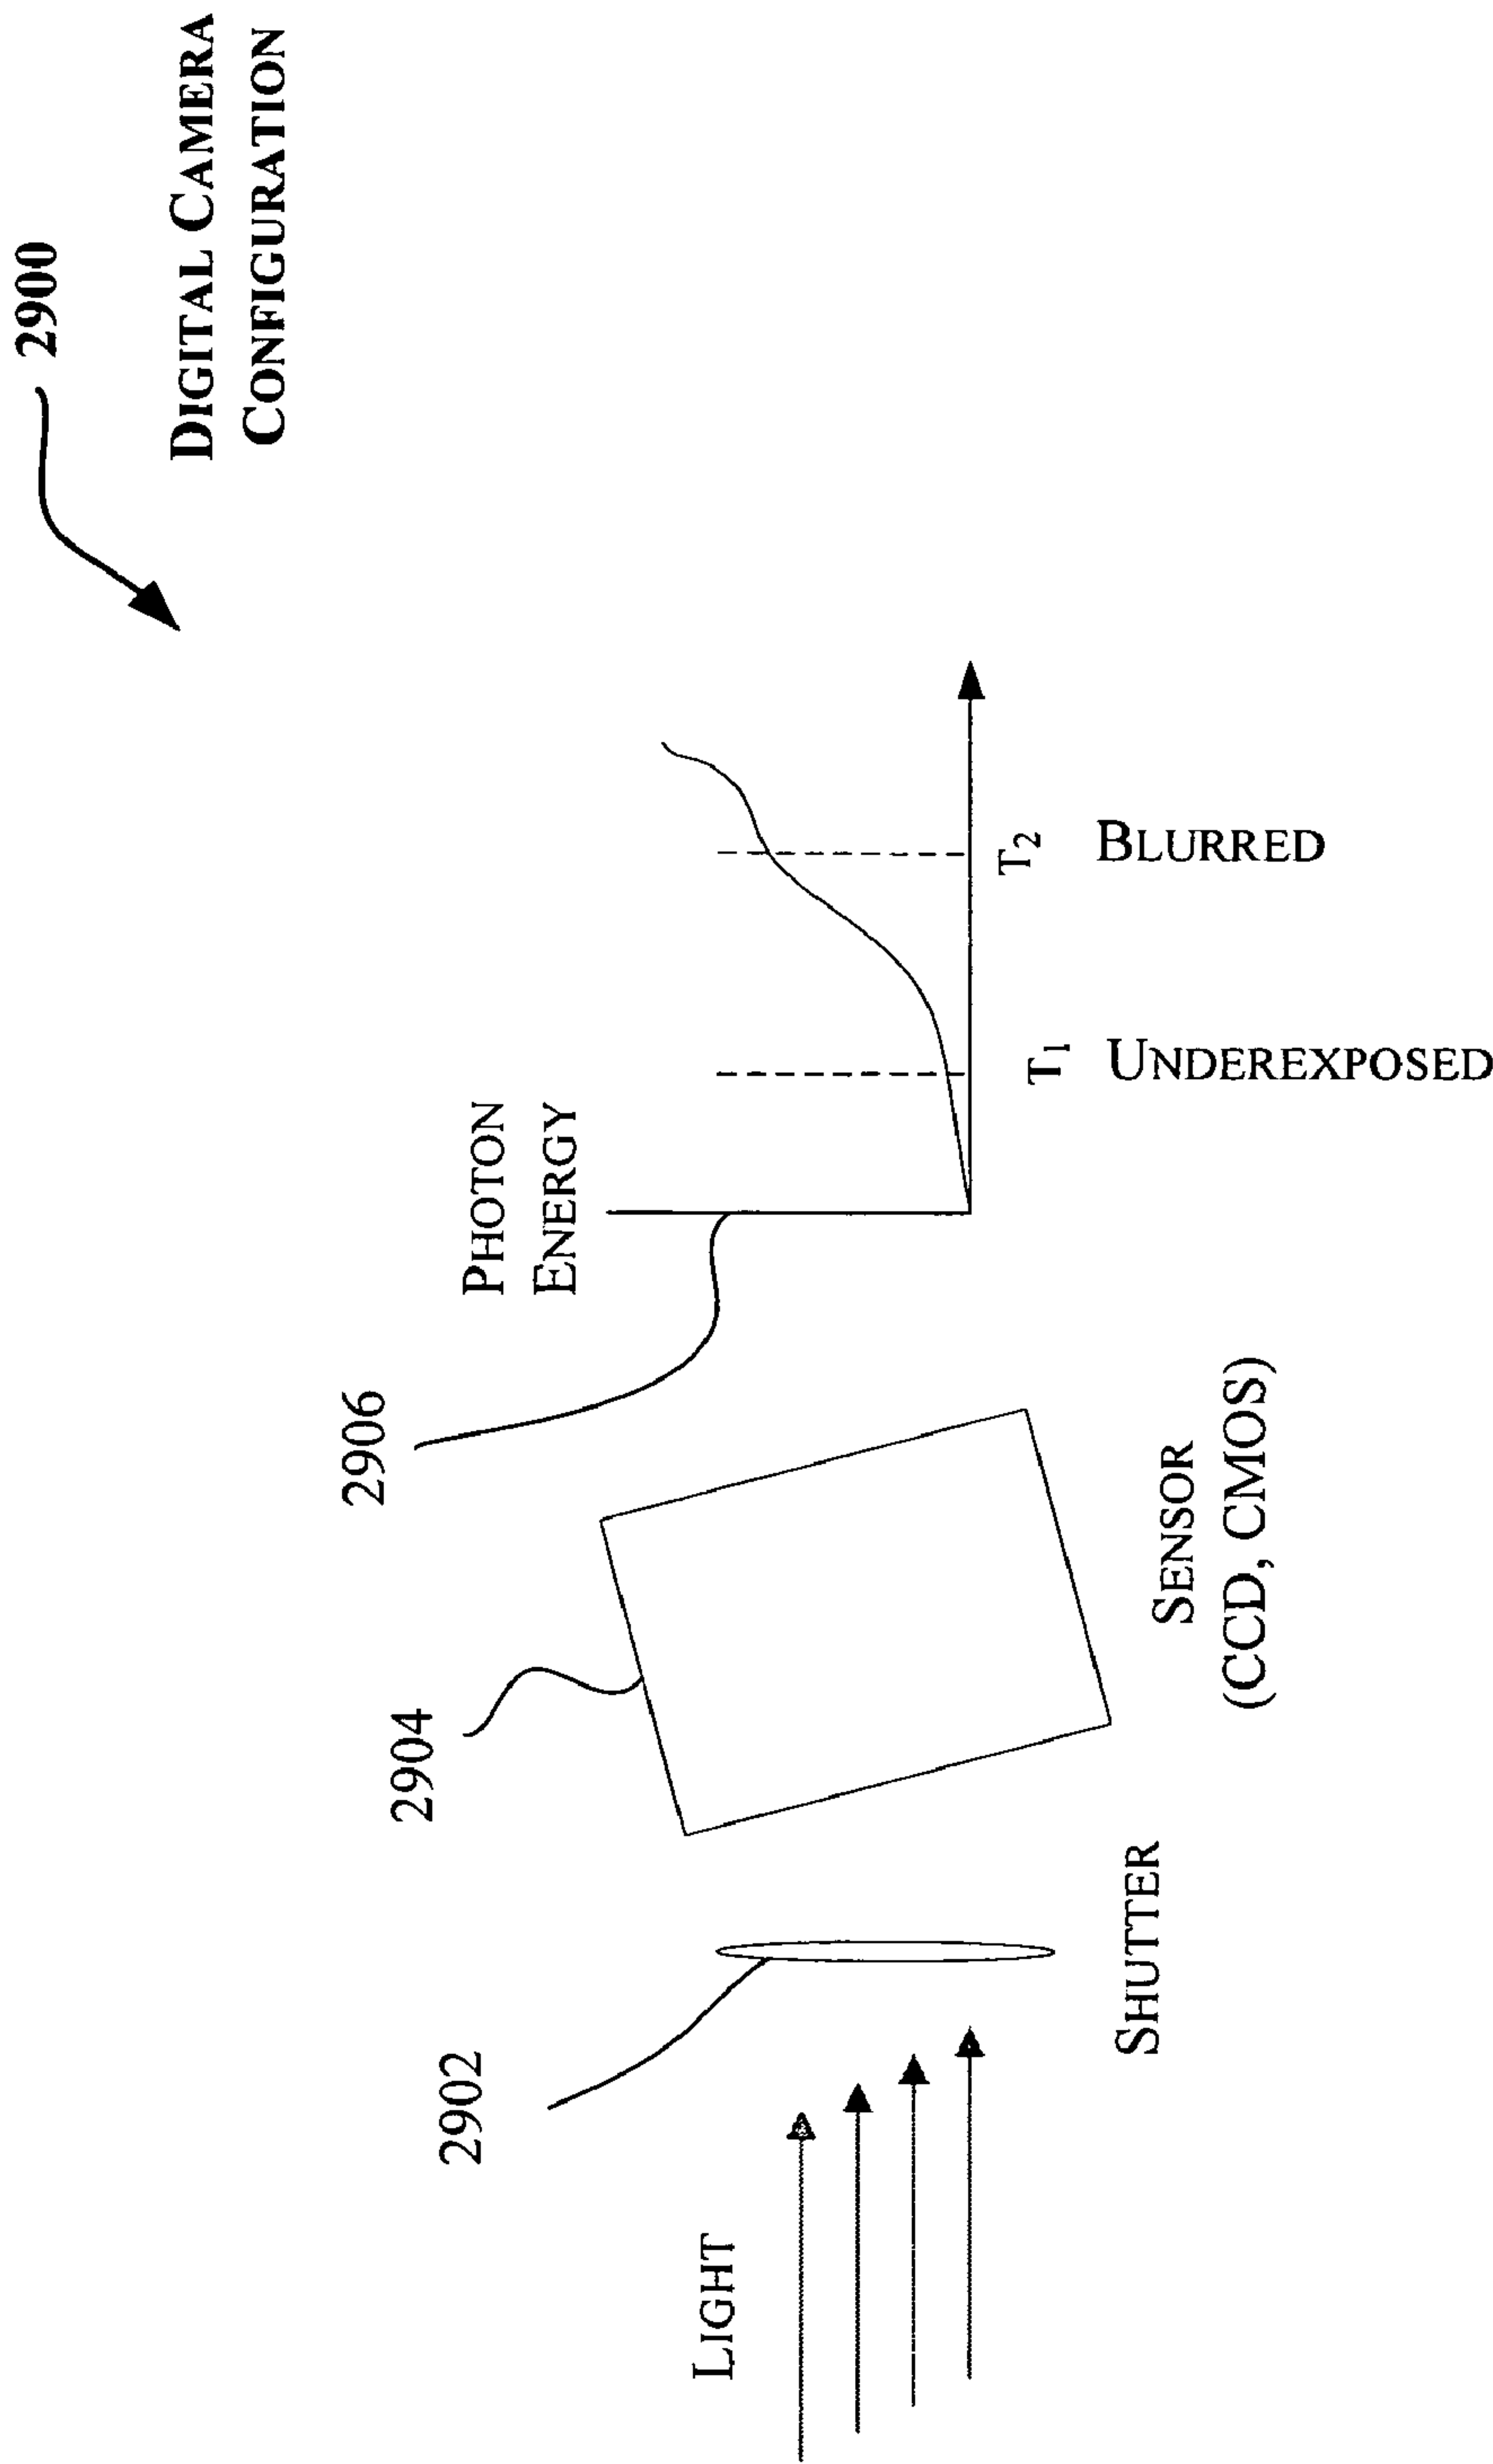 2900
DIGITAL CAMERA
CONFIGURATION
2906
2904
2902
PHOTON
ENERGY
LIGHT
T1
T2
UNDEREXPOSED
BLURRED
SHUTTER
SENSOR
(CCD, CMOS)